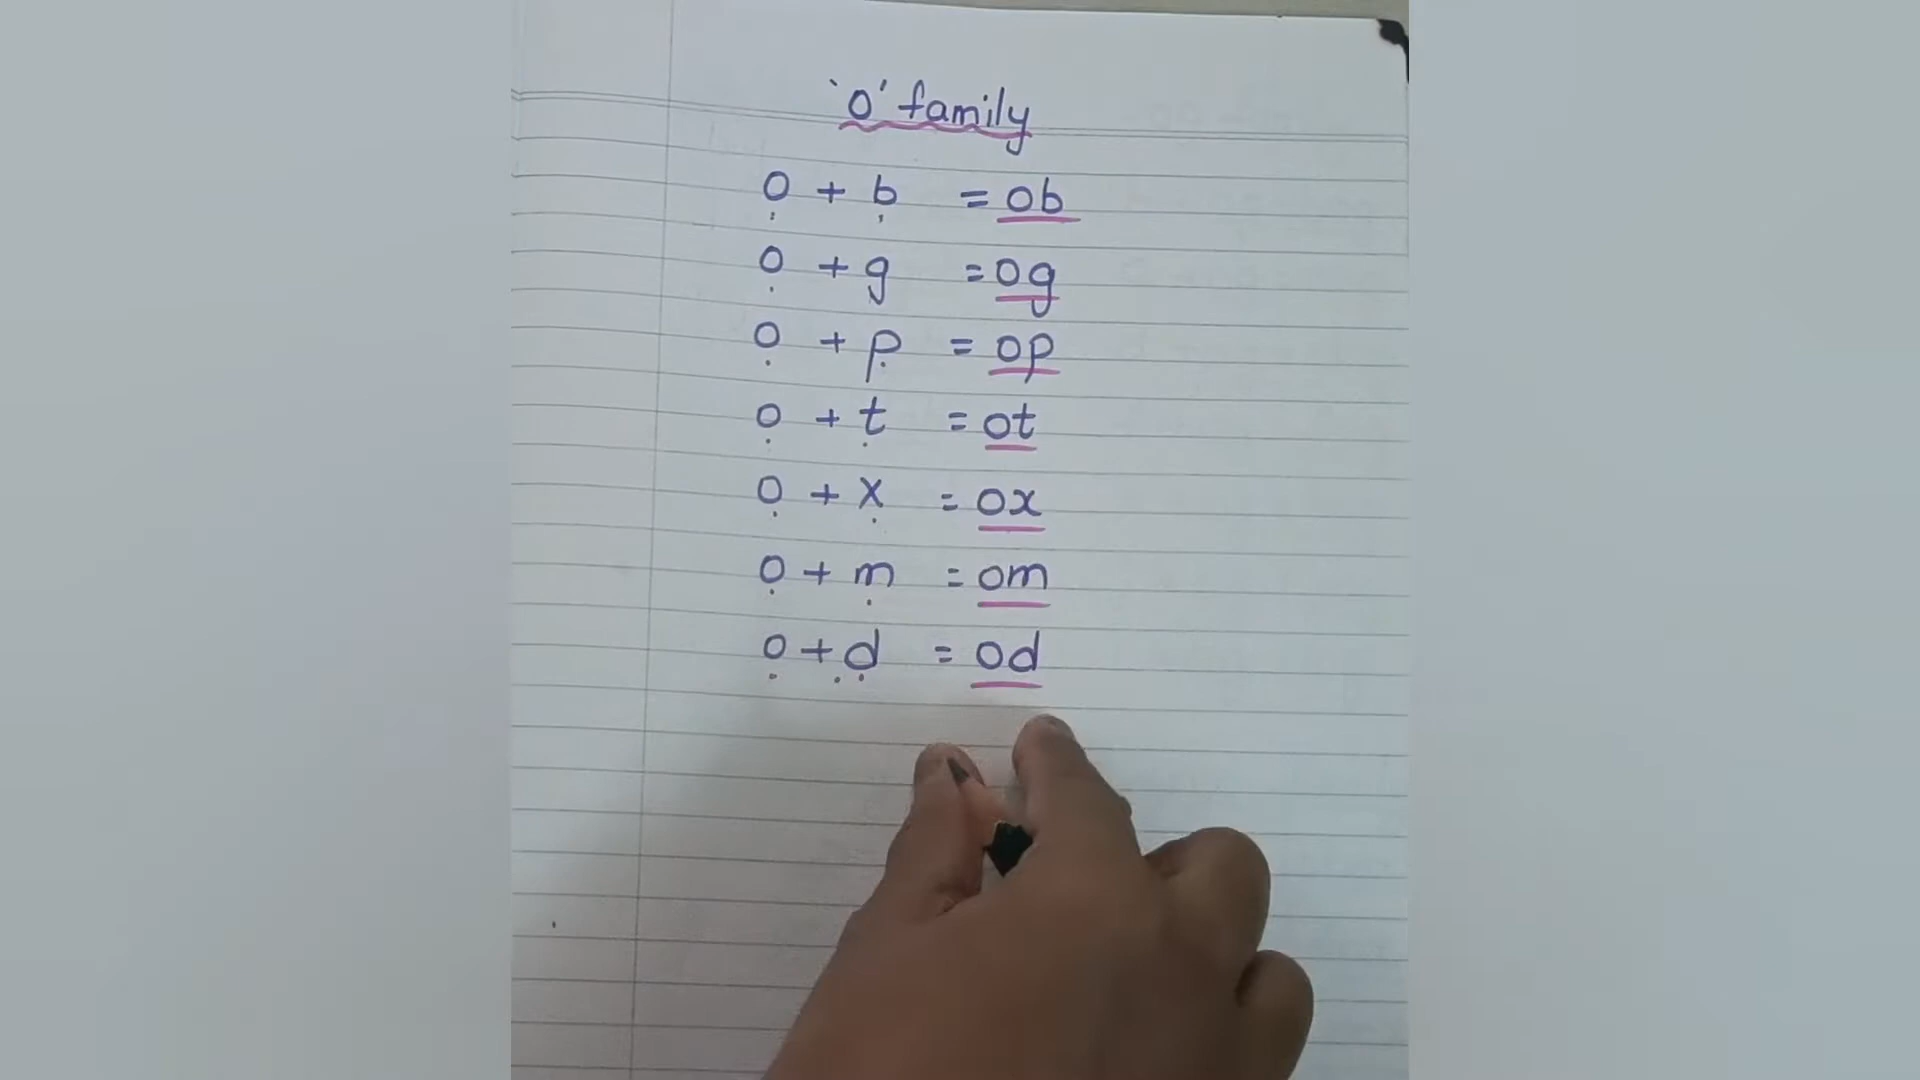 'o' family
o + b = ob
o + g = og
o + p = op
o + t = ot
o + x = ox
o + m = om
o + d = od